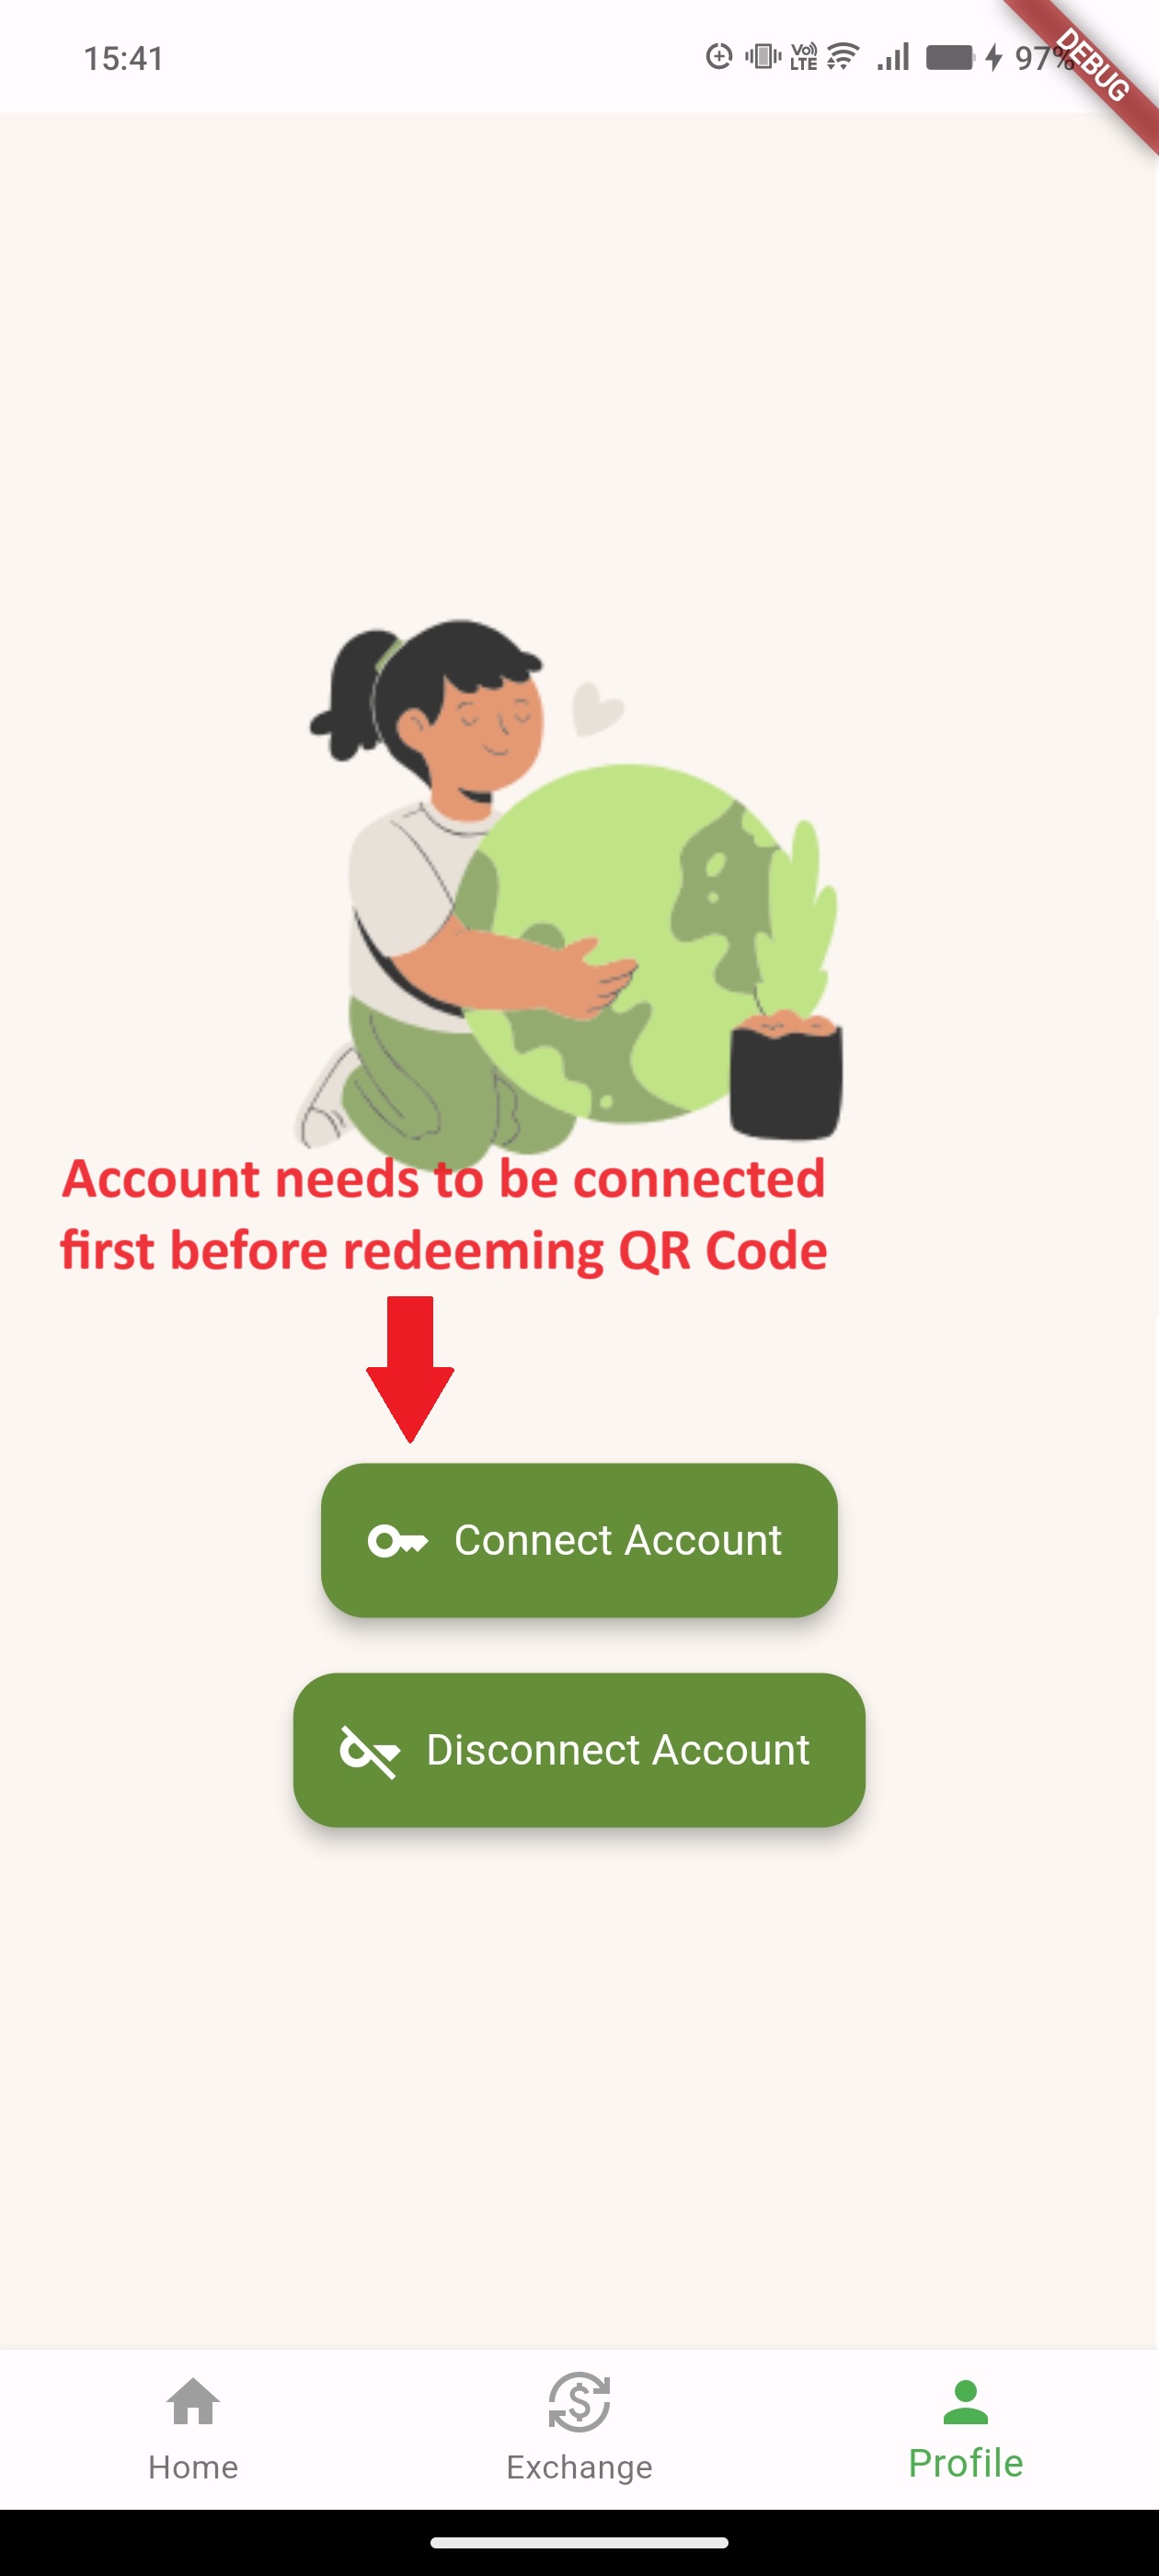 15:41
Vo) LTE
97%
DEBUG
Account needs to be connected
first before redeeming QR Code
Connect Account
Disconnect Account
Home
Exchange
Profile